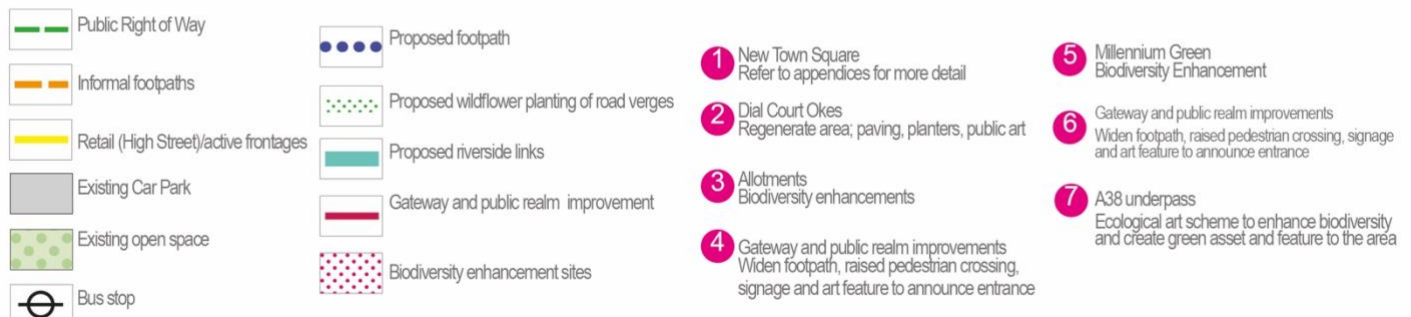 Public Right of Way
Informal footpaths
Retail (High Street)/active frontages
Existing Car Park
Existing open space
Bus stop
Proposed footpath
Proposed wildflower planting of road verges
Proposed riverside links
Gateway and public realm improvement
Biodiversity enhancement sites
1 New Town Square
Refer to appendices for more detail
2 Dial Court Okes
Regenerate area; paving, planters, public art
3 Allotments
Biodiversity enhancements
4 Gateway and public realm improvements
Widen footpath, raised pedestrian crossing,
signage and art feature to announce entrance
5 Millennium Green
Biodiversity Enhancement
6 Gateway and public realm improvements
Widen footpath, raised pedestrian crossing, signage
and art feature to announce entrance
7 A38 underpass
Ecological art scheme to enhance biodiversity
and create green asset and feature to the area